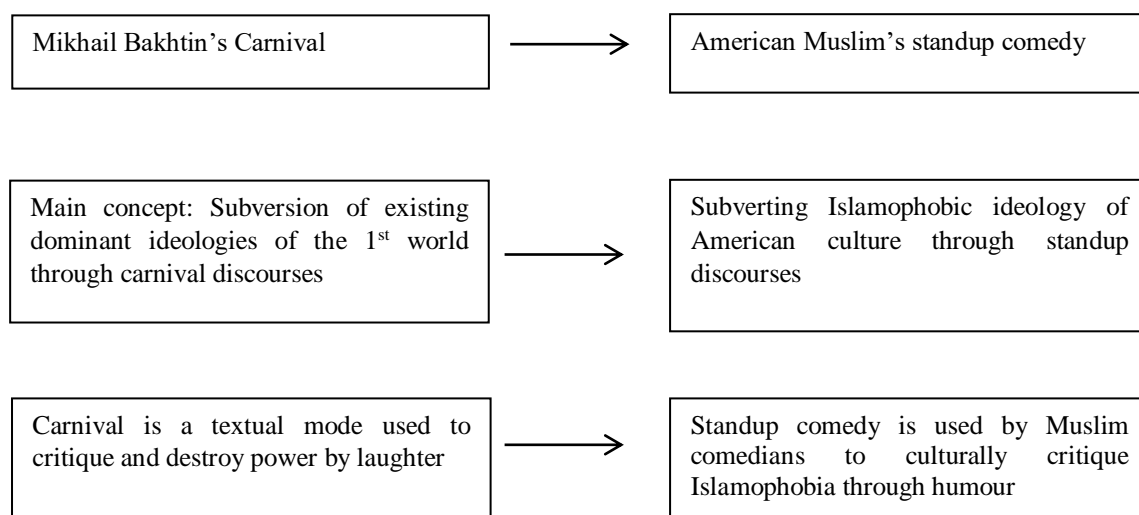 Mikhail Bakhtin’s Carnival
American Muslim’s standup comedy
Main concept: Subversion of existing
dominant ideologies of the 1st world
through carnival discourses
Subverting Islamophobic ideology of
American culture through standup
discourses
Carnival is a textual mode used to
critique and destroy power by laughter
Standup comedy is used by Muslim
comedians to culturally critique
Islamophobia through humour